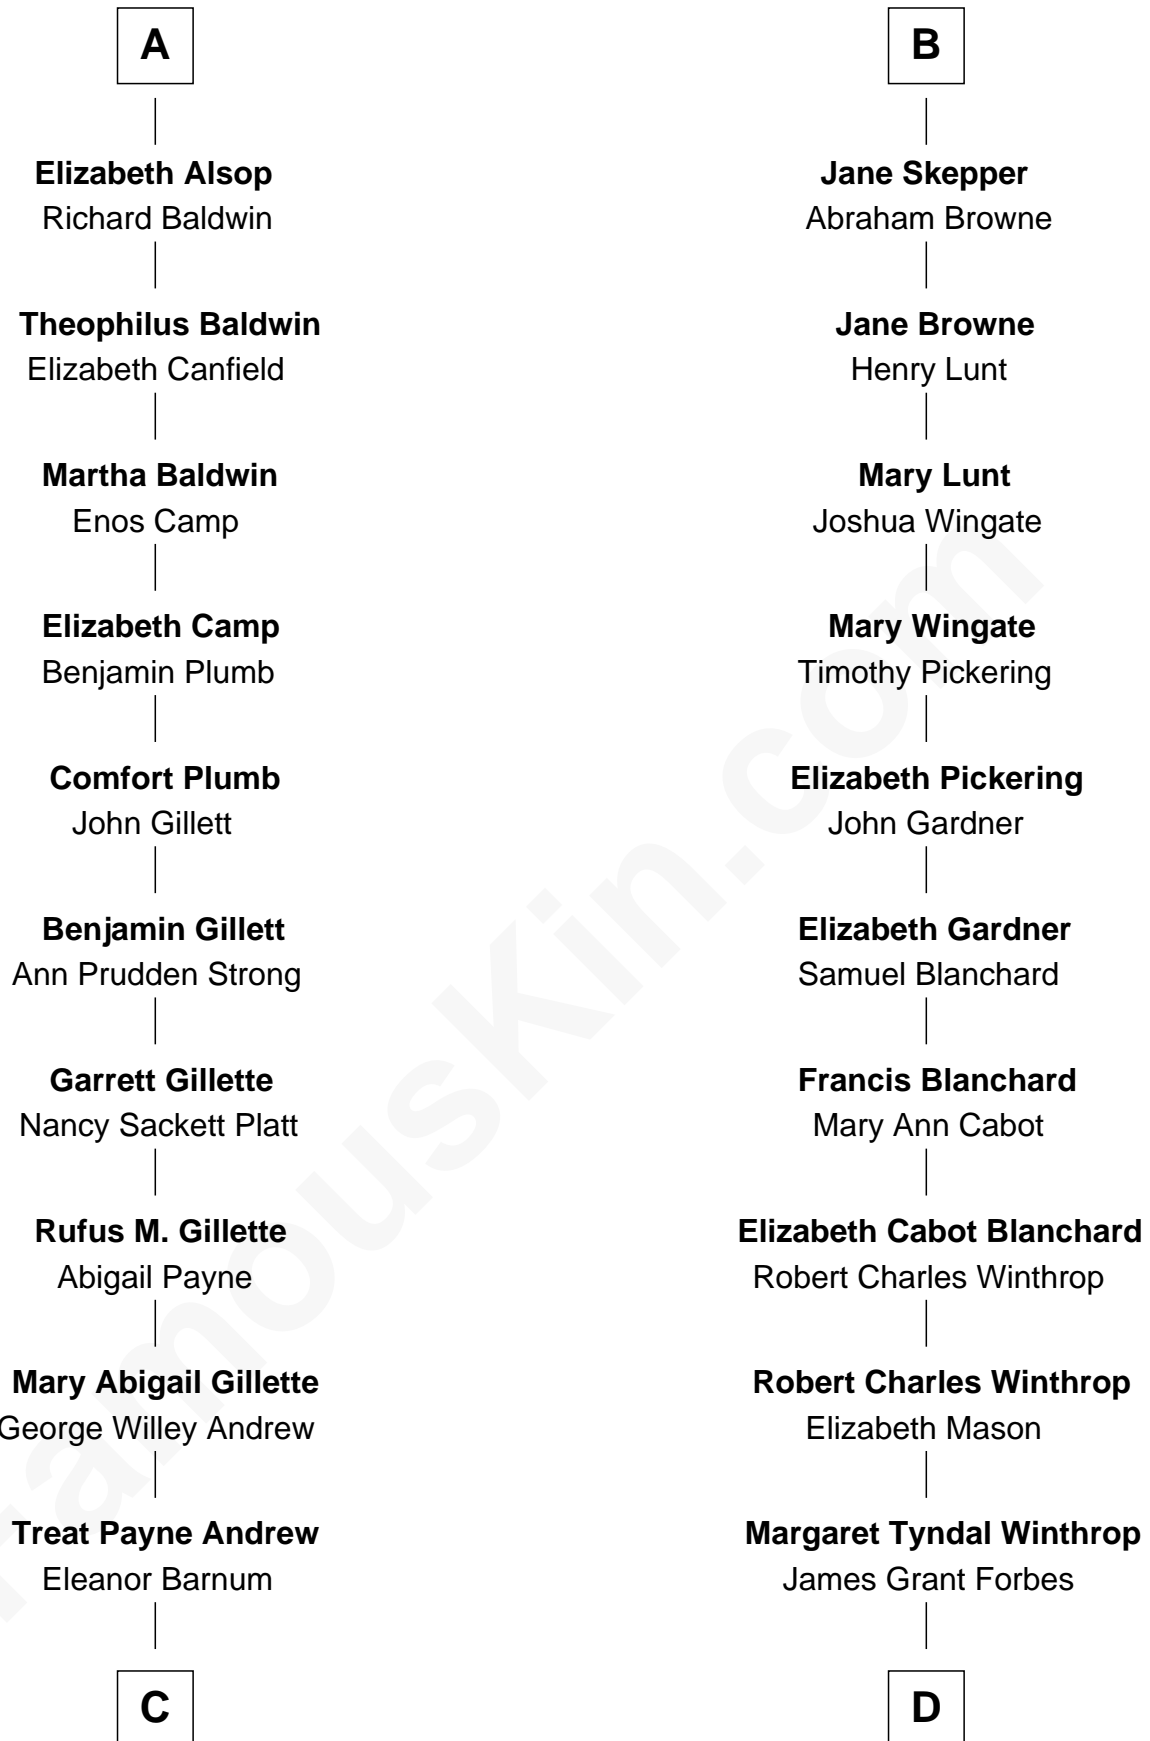 A
Elizabeth Alsop
Richard Baldwin
Theophilus Baldwin
Elizabeth Canfield
Martha Baldwin
Enos Camp
Elizabeth Camp
Benjamin Plumb
Comfort Plumb
John Gillett
Benjamin Gillett
Ann Prudden Strong
Garrett Gillette
Nancy Sackett Platt
Rufus M. Gillette
Abigail Payne
Mary Abigail Gillette
George Willey Andrew
Treat Payne Andrew
Eleanor Barnum
C
B
Jane Skepper
Abraham Browne
Jane Browne
Henry Lunt
Mary Lunt
Joshua Wingate
Mary Wingate
Timothy Pickering
Elizabeth Pickering
John Gardner
Elizabeth Gardner
Samuel Blanchard
Francis Blanchard
Mary Ann Cabot
Elizabeth Cabot Blanchard
Robert Charles Winthrop
Robert Charles Winthrop
Elizabeth Mason
Margaret Tyndal Winthrop
James Grant Forbes
D
FamousKin.com